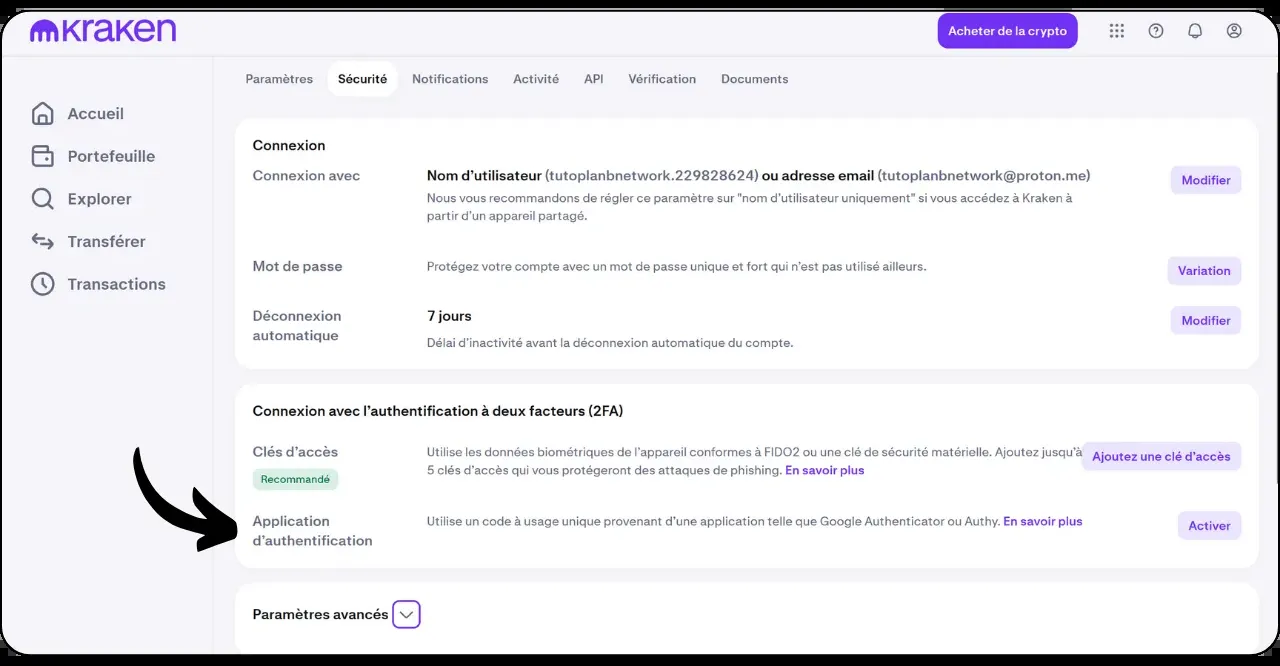 kraken
Acheter de la crypto
Paramètres
Sécurité
Notifications
Activité
API
Vérification
Documents
Accueil
Portefeuille
Explorer
Transférer
Transactions
Connexion
Connexion avec
Nom d’utilisateur (tutoplanbnetwork.229828624) ou adresse email (tutoplanbnetwork@proton.me)
Nous vous recommandons de régler ce paramètre sur "nom d’utilisateur uniquement" si vous accédez à Kraken à
partir d’un appareil partagé.
Modifier
Mot de passe
Protégez votre compte avec un mot de passe unique et fort qui n’est pas utilisé ailleurs.
Variation
Déconnexion
automatique
7 jours
Délai d’inactivité avant la déconnexion automatique du compte.
Modifier
Connexion avec l’authentification à deux facteurs (2FA)
Clés d’accès
Recommandé
Utilise les données biométriques de l’appareil conformes à FIDO2 ou une clé de sécurité matérielle. Ajoutez jusqu’à
5 clés d’accès qui vous protégeront des attaques de phishing. En savoir plus
Ajoutez une clé d’accès
Application
d’authentification
Utilise un code à usage unique provenant d’une application telle que Google Authenticator ou Authy. En savoir plus
Activer
Paramètres avancés